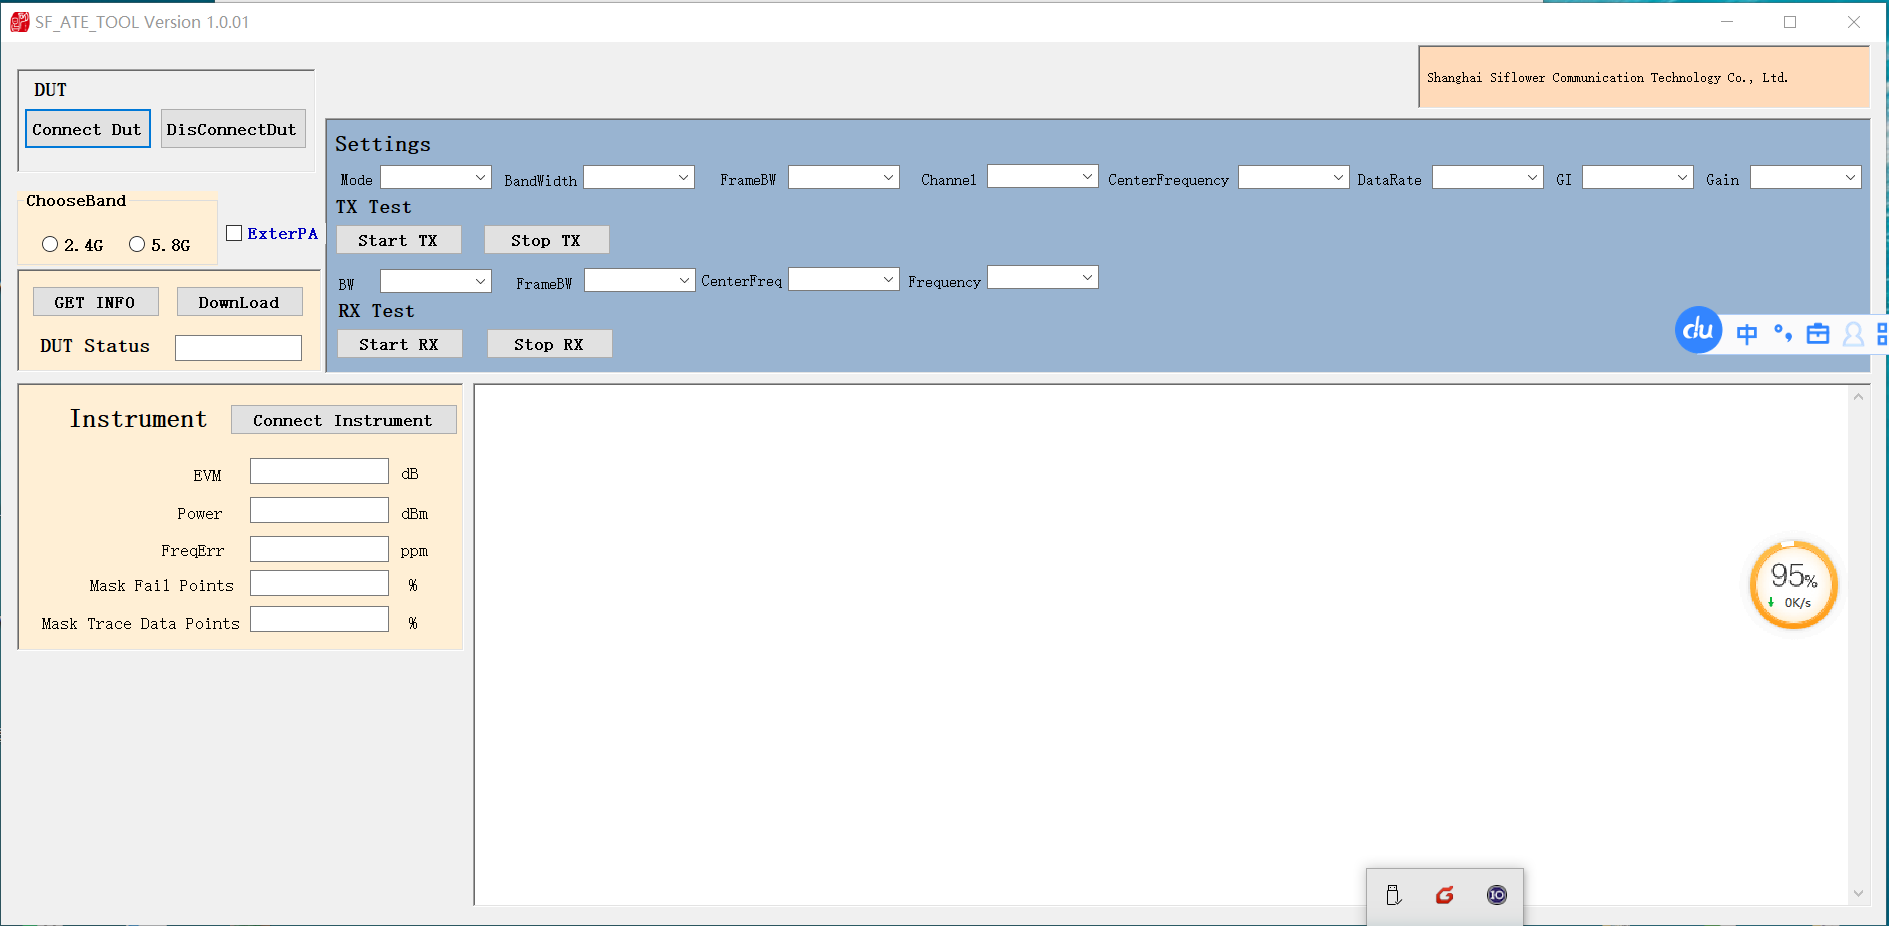 SF_ATE_TOOL Version 1.0.01
Shanghai Siflower Communication Technology Co., Ltd.
DUT
Connect Dut DisConnectDut
ChooseBand
2.4G 5.8G
ExterPA
GET INFO DownLoad
DUT Status
Settings
Mode BandWidth FrameBW Channel CenterFrequency DataRate GI Gain
TX Test
Start TX Stop TX
BW FrameBW CenterFreq Frequency
RX Test
Start RX Stop RX
du 中
Instrument Connect Instrument
EVM dB
Power dBm
FreqErr ppm
Mask Fail Points %
Mask Trace Data Points %
95%
0K/s
IO